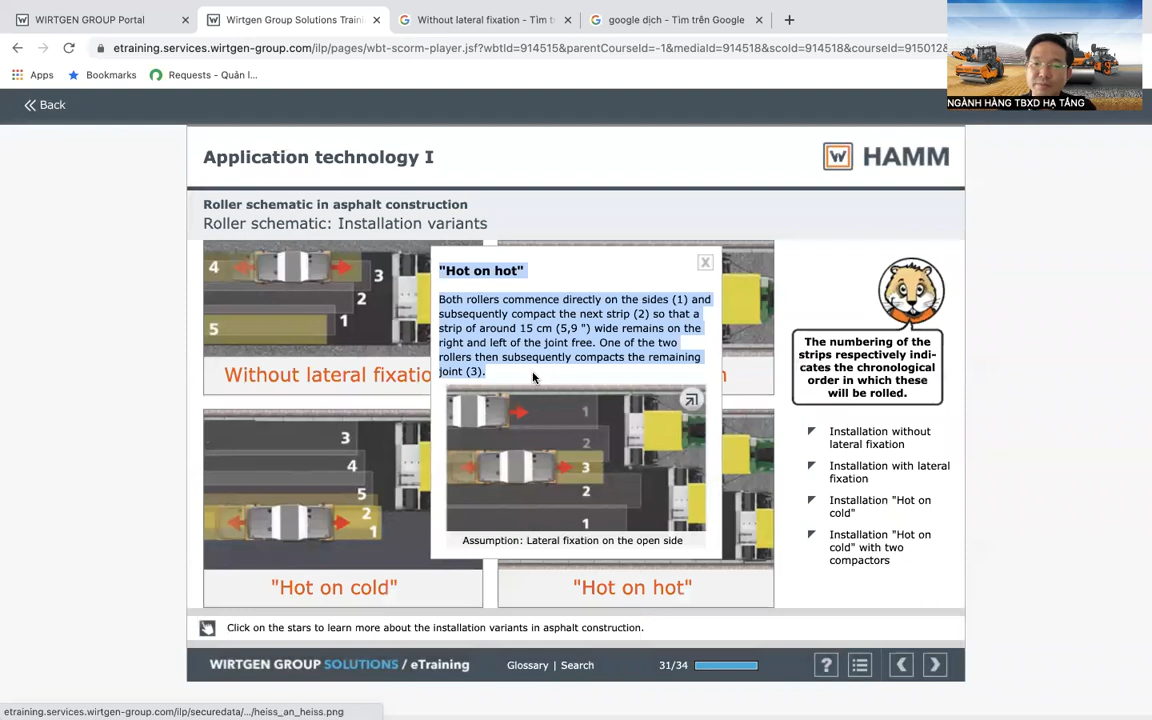 WIRTGEN GROUP Portal
Wirtgen Group Solutions Traini
Without lateral fixation - Tìm t
google dịch - Tìm trên Google
etraining.services.wirtgen-group.com/ilp/pages/wbt-scorm-player.jsf?wbtId=914515&parentCourseId=-1&mediaId=914518&scoId=914518&courseId=915012&
Apps
Bookmarks
Requests - Quản l...
NGÀNH HÀNG TBXD HẠ TẦNG
Back
Application technology I
W HAMM
Roller schematic in asphalt construction
Roller schematic: Installation variants
4
3
2
1
5
Without lateral fixatio
n
"Hot on hot"
X
Both rollers commence directly on the sides (1) and
subsequently compact the next strip (2) so that a
strip of around 15 cm (5,9 ") wide remains on the
right and left of the joint free. One of the two
rollers then subsequently compacts the remaining
joint (3).
1
2
3
2
1
Assumption: Lateral fixation on the open side
3
4
5
2
1
"Hot on cold"
"Hot on hot"
The numbering of the
strips respectively indi-
cates the chronological
order in which these
will be rolled.
Installation without
lateral fixation
Installation with lateral
fixation
Installation "Hot on
cold"
Installation "Hot on
cold" with two
compactors
Click on the stars to learn more about the installation variants in asphalt construction.
WIRTGEN GROUP SOLUTIONS / eTraining
Glossary | Search
31/34
?
etraining.services.wirtgen-group.com/ilp/securedata/.../heiss_an_heiss.png